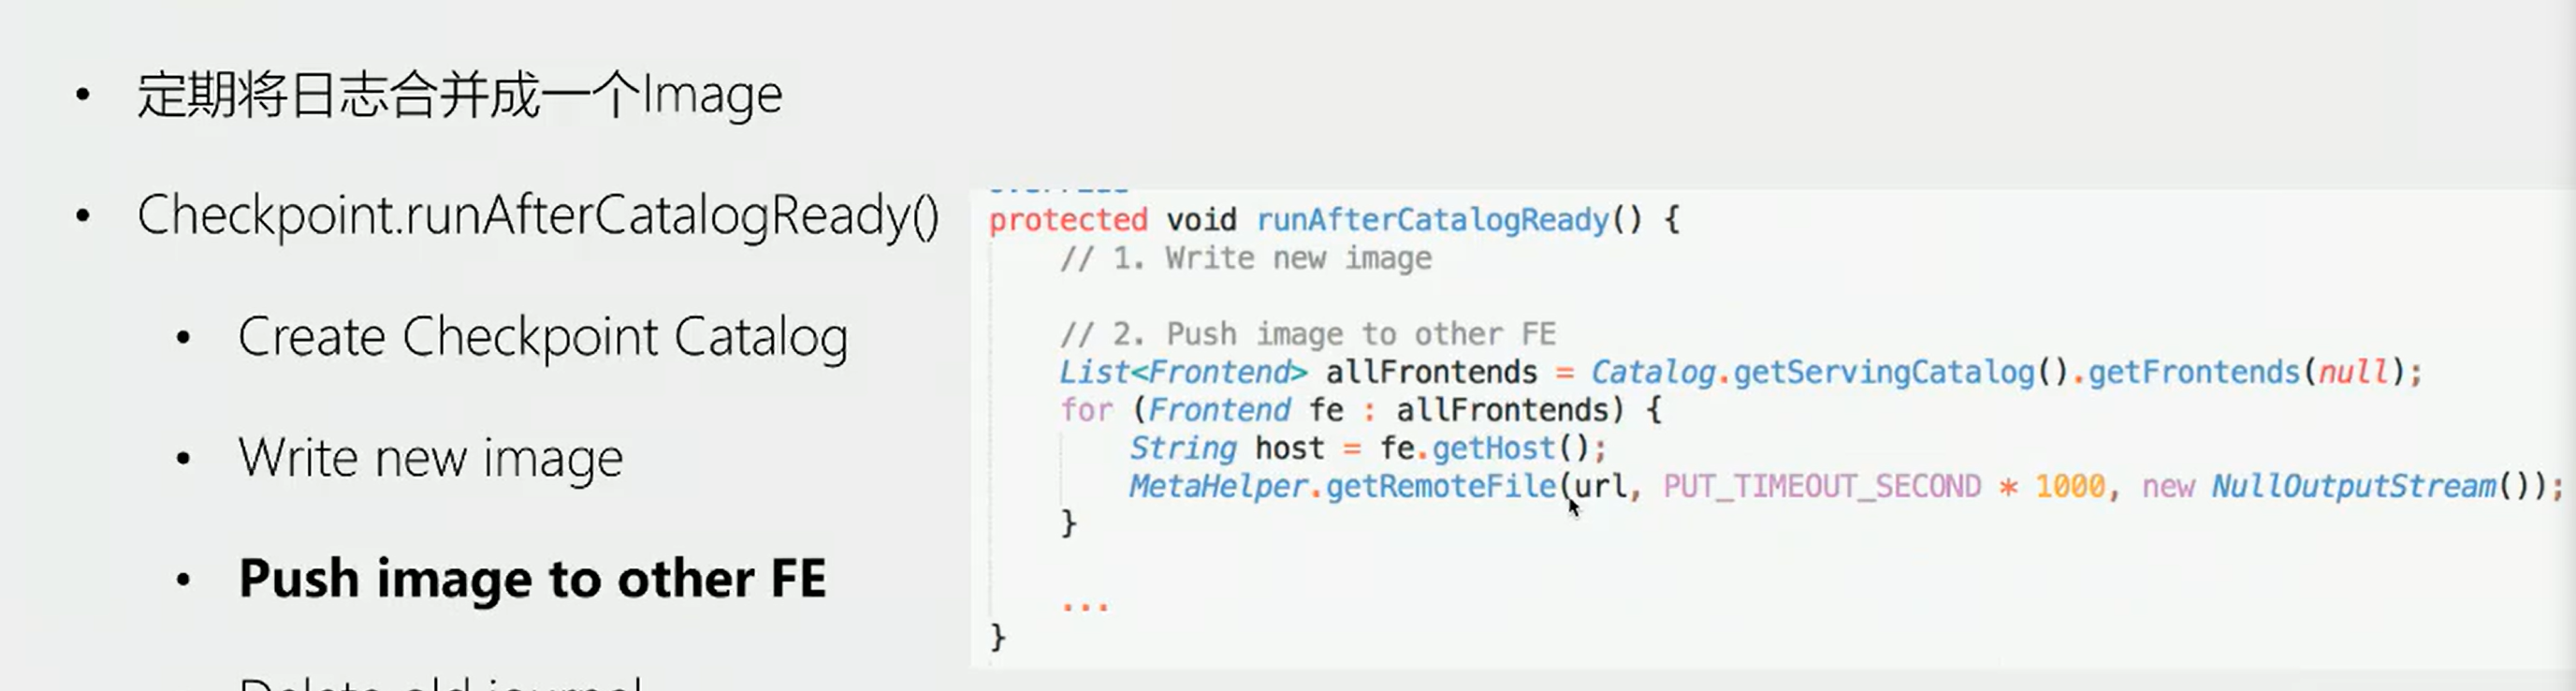 定期将日志合并成一个Image
Checkpoint.runAfterCatalogReady()
Create Checkpoint Catalog
Write new image
Push image to other FE
Delete old journal
protected void runAfterCatalogReady() {
// 1. Write new image
// 2. Push image to other FE
List<Frontend> allFrontends = Catalog.getServingCatalog().getFrontends(null);
for (Frontend fe : allFrontends) {
String host = fe.getHost();
MetaHelper.getRemoteFile(url, PUT_TIMEOUT_SECOND * 1000, new NullOutputStream());
}
...
}